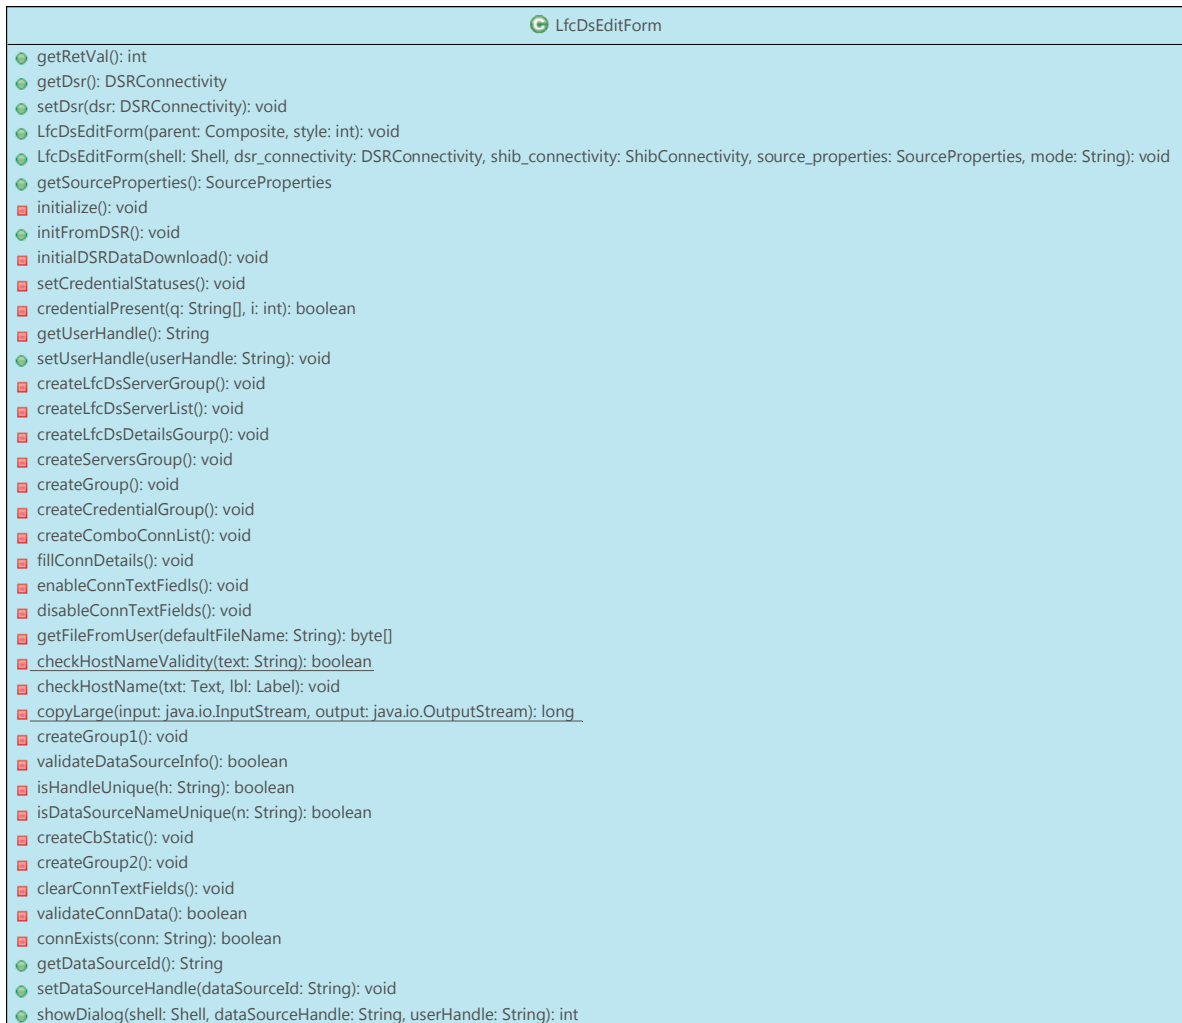 LfcDsEditForm
getRetVal(): int
getDsr(): DSRConnectivity
setDsr(dsr: DSRConnectivity): void
LfcDsEditForm(parent: Composite, style: int): void
LfcDsEditForm(shell: Shell, dsr_connectivity: DSRConnectivity, shib_connectivity: ShibConnectivity, source_properties: SourceProperties, mode: String): void
getSourceProperties(): SourceProperties
initialize(): void
initFromDSR(): void
initialDSRDataDownload(): void
setCredentialStatuses(): void
credentialPresent(q: String[], i: int): boolean
getUserHandle(): String
setUserHandle(userHandle: String): void
createLfcDsServerGroup(): void
createLfcDsServerList(): void
createLfcDsDetailsGourp(): void
createServersGroup(): void
createGroup(): void
createCredentialGroup(): void
createComboConnList(): void
fillConnDetails(): void
enableConnTextFiedls(): void
disableConnTextFields(): void
getFileFromUser(defaultFileName: String): byte[]
checkHostNameValidity(text: String): boolean
checkHostName(txt: Text, lbl: Label): void
copyLarge(input: java.io.InputStream, output: java.io.OutputStream): long
createGroup1(): void
validateDataSourceInfo(): boolean
isHandleUnique(h: String): boolean
isDataSourceNameUnique(n: String): boolean
createCbStatic(): void
createGroup2(): void
clearConnTextFields(): void
validateConnData(): boolean
connExists(conn: String): boolean
getDataSourceId(): String
setDataSourceHandle(dataSourceId: String): void
showDialog(shell: Shell, dataSourceHandle: String, userHandle: String): int